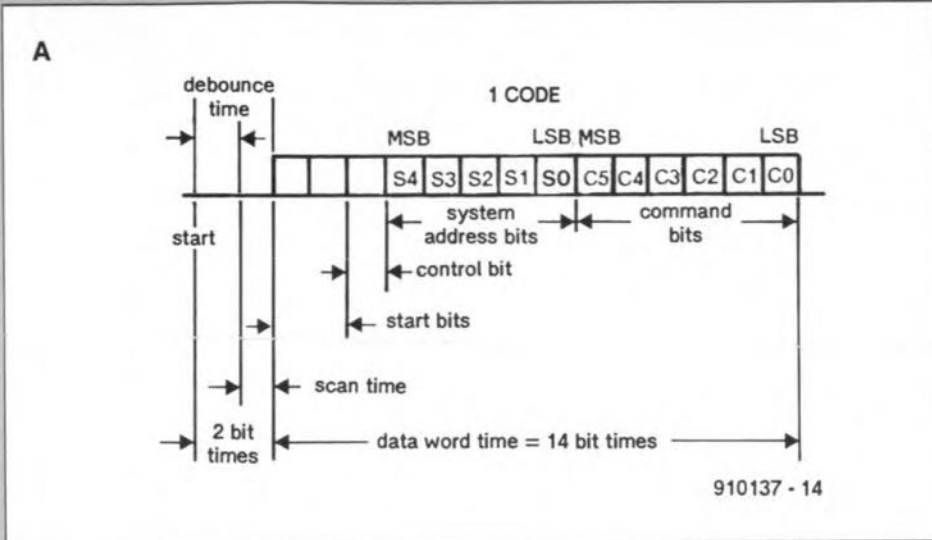 A
debounce
time
1 CODE
MSB LSB MSB LSB
S4 S3 S2 S1 S0 C5 C4 C3 C2 C1 C0
system command
address bits bits
start
control bit
start bits
scan time
2 bit
times
data word time = 14 bit times
910137 - 14